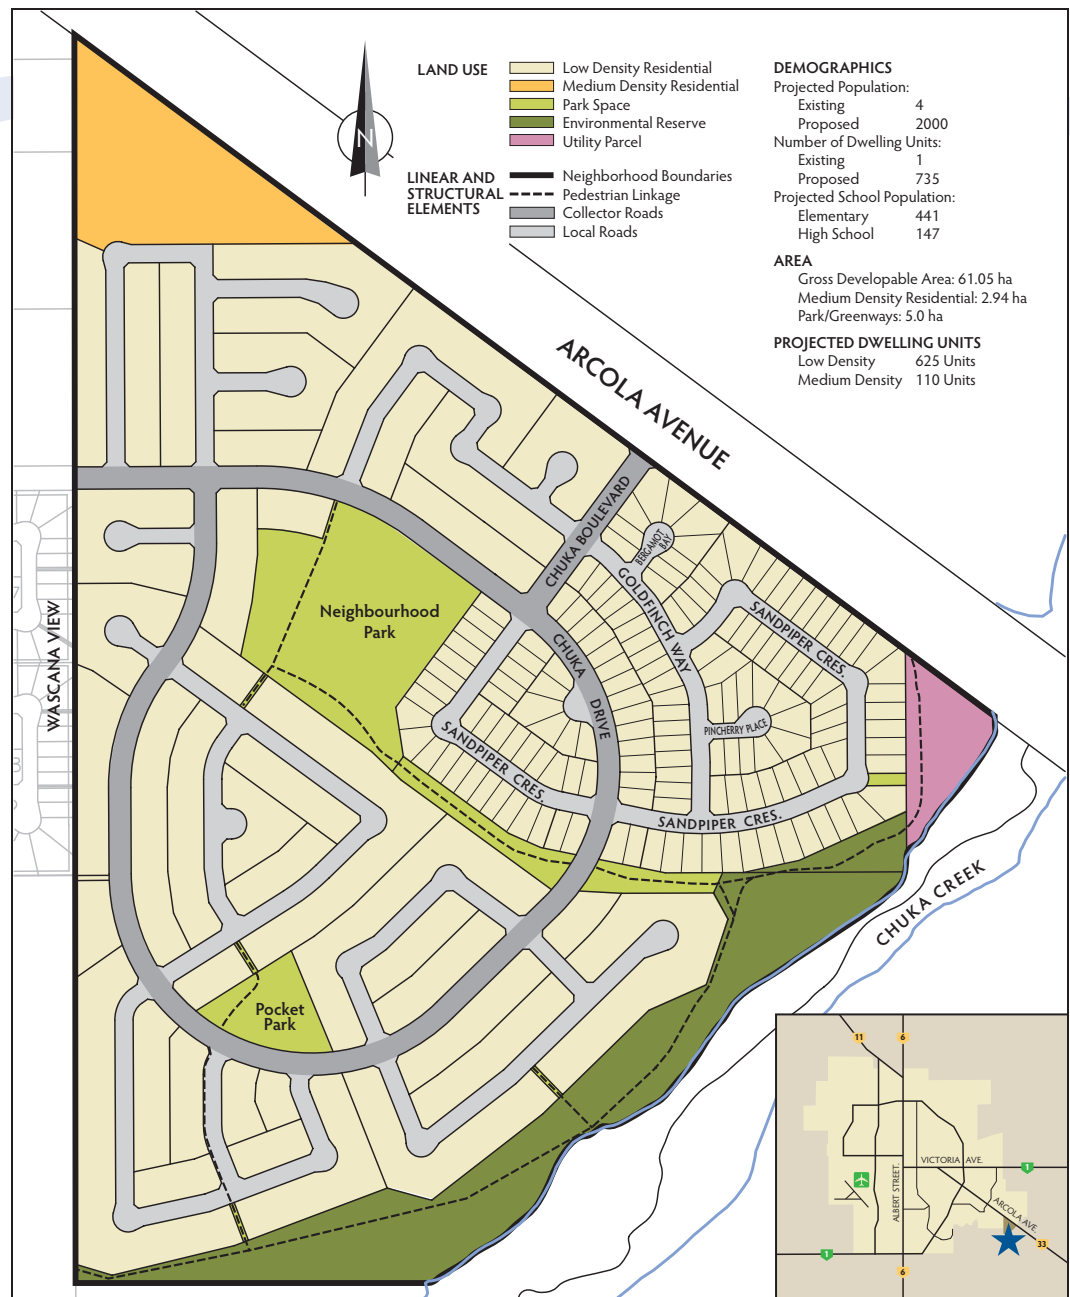 LAND USE
Low Density Residential
Medium Density Residential
Park Space
Environmental Reserve
Utility Parcel
LINEAR AND
STRUCTURAL
ELEMENTS
Neighborhood Boundaries
Pedestrian Linkage
Collector Roads
Local Roads
DEMOGRAPHICS
Projected Population:
Existing 4
Proposed 2000
Number of Dwelling Units:
Existing 1
Proposed 735
Projected School Population:
Elementary 441
High School 147
AREA
Gross Developable Area: 61.05 ha
Medium Density Residential: 2.94 ha
Park/Greenways: 5.0 ha
PROJECTED DWELLING UNITS
Low Density 625 Units
Medium Density 110 Units
N
ARCOLA AVENUE
CHUKA BOULEVARD
BERGAMOT
BAY
GOLDFINCH WAY
SANDPIPER CRES.
Neighbourhood
Park
CHUKA DRIVE
WASCANA VIEW
PINCHERRY PLACE
SANDPIPER CRES.
SANDPIPER CRES.
CHUKA CREEK
Pocket
Park
11
6
VICTORIA AVE.
1
ALBERT STREET.
ARCOLA AVE.
33
1
6